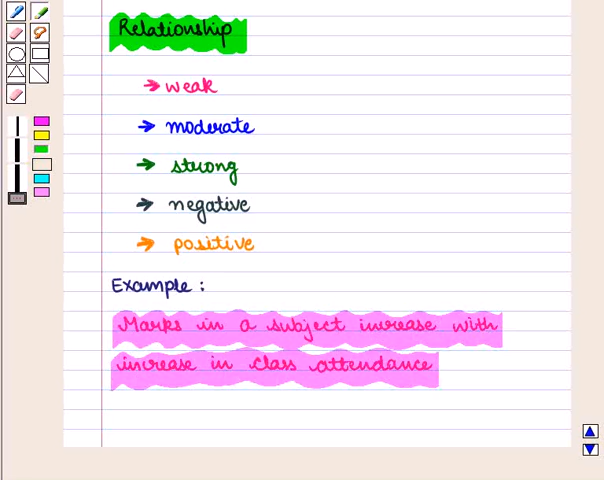 Relationship
→ weak
→ moderate
→ strong
→ negative
→ positive
Example :
Marks in a subject increase with
increase in class attendance